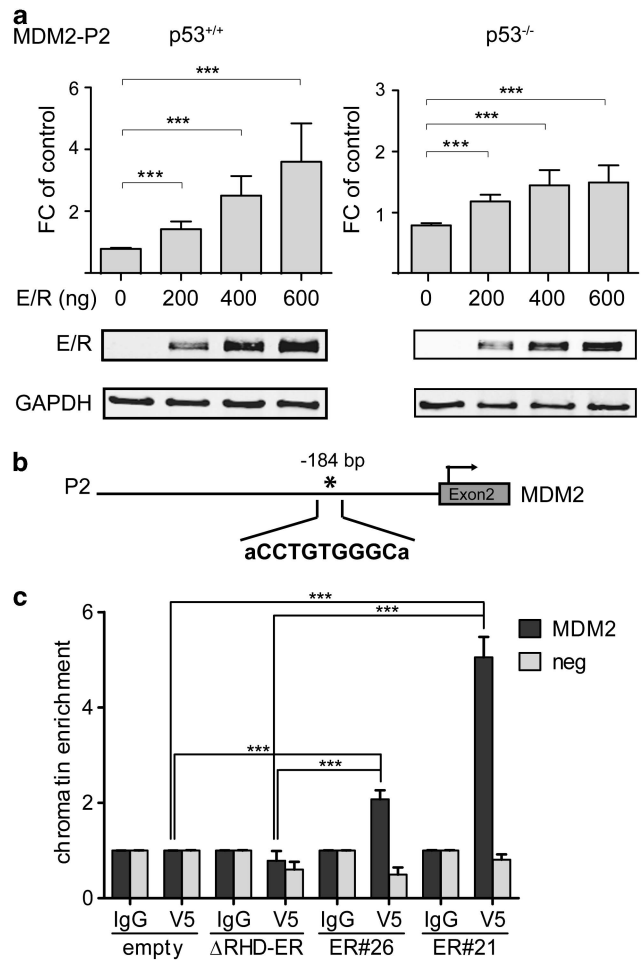 a
MDM2-P2 p53+/+ p53-/-
FC of control
6
4
2
***
***
***
E/R (ng) 0 200 400 600
FC of control
3
2
1
***
***
***
0 200 400 600
E/R
GAPDH
b
-184 bp
*
P2 Exon2 MDM2
aCCTGTGGGCa
c
chromatin enrichment
6
4
2
0
***
***
***
***
MDM2
neg
IgG V5 IgG V5 IgG V5 IgG V5
empty ΔRHD-ER ER#26 ER#21